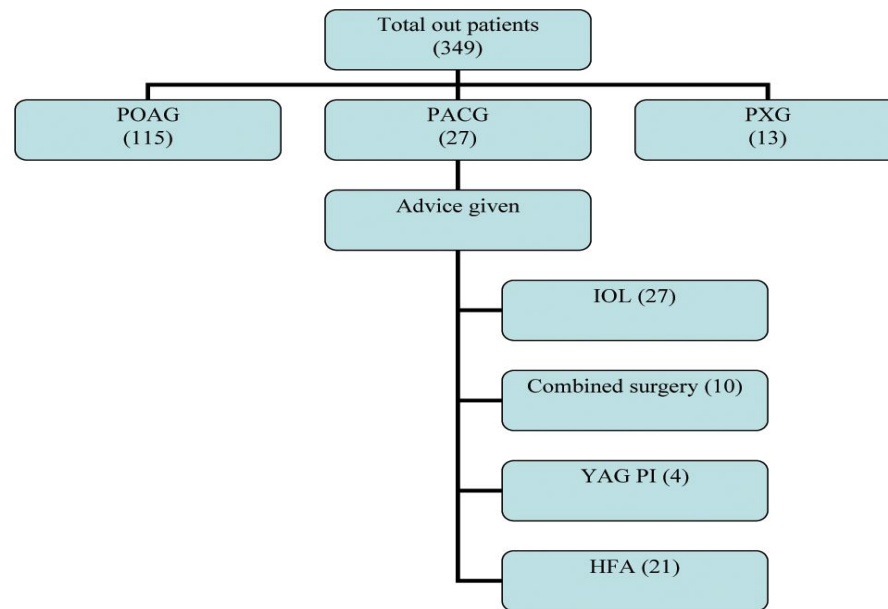 Total out patients
(349)
POAG
(115)
PACG
(27)
PXG
(13)
Advice given
IOL (27)
Combined surgery (10)
YAG PI (4)
HFA (21)